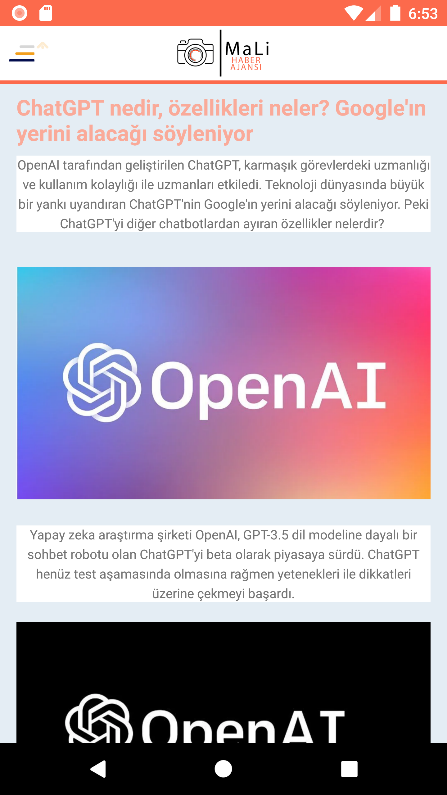 6:53
MaLi
HABER
AJANSI
ChatGPT nedir, özellikleri neler? Google'ın
yerini alacağı söyleniyor
OpenAI tarafından geliştirilen ChatGPT, karmaşık görevlerdeki uzmanlığı
ve kullanım kolaylığı ile uzmanları etkiledi. Teknoloji dünyasında büyük
bir yankı uyandıran ChatGPT'nin Google'ın yerini alacağı söyleniyor. Peki
ChatGPT'yi diğer chatbotlardan ayıran özellikler nelerdir?
OpenAI
Yapay zeka araştırma şirketi OpenAI, GPT-3.5 dil modeline dayalı bir
sohbet robotu olan ChatGPT'yi beta olarak piyasaya sürdü. ChatGPT
henüz test aşamasında olmasına rağmen yetenekleri ile dikkatleri
üzerine çekmeyi başardı.
OpenAI